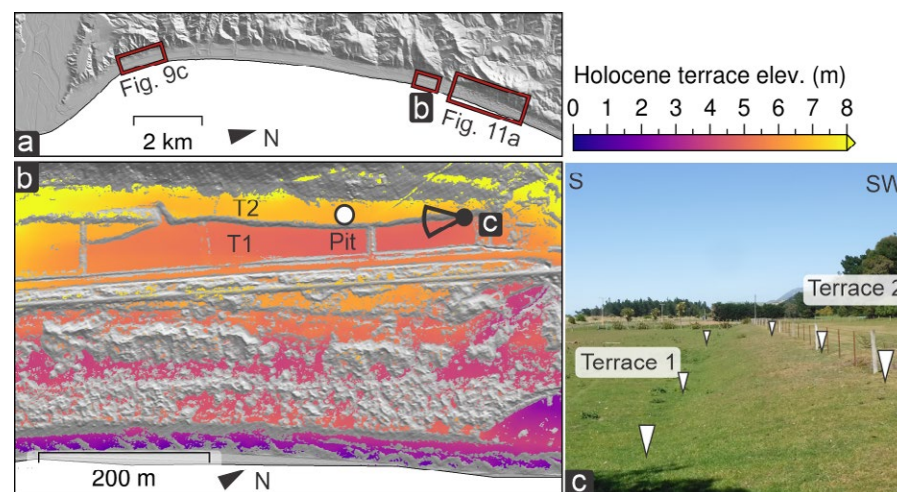 Fig. 9c
b
Fig. 11a
2 km
N
a
Holocene terrace elev. (m)
0 1 2 3 4 5 6 7 8
b
T2
T1
Pit
c
200 m
N
S
SW
Terrace 2
Terrace 1
c